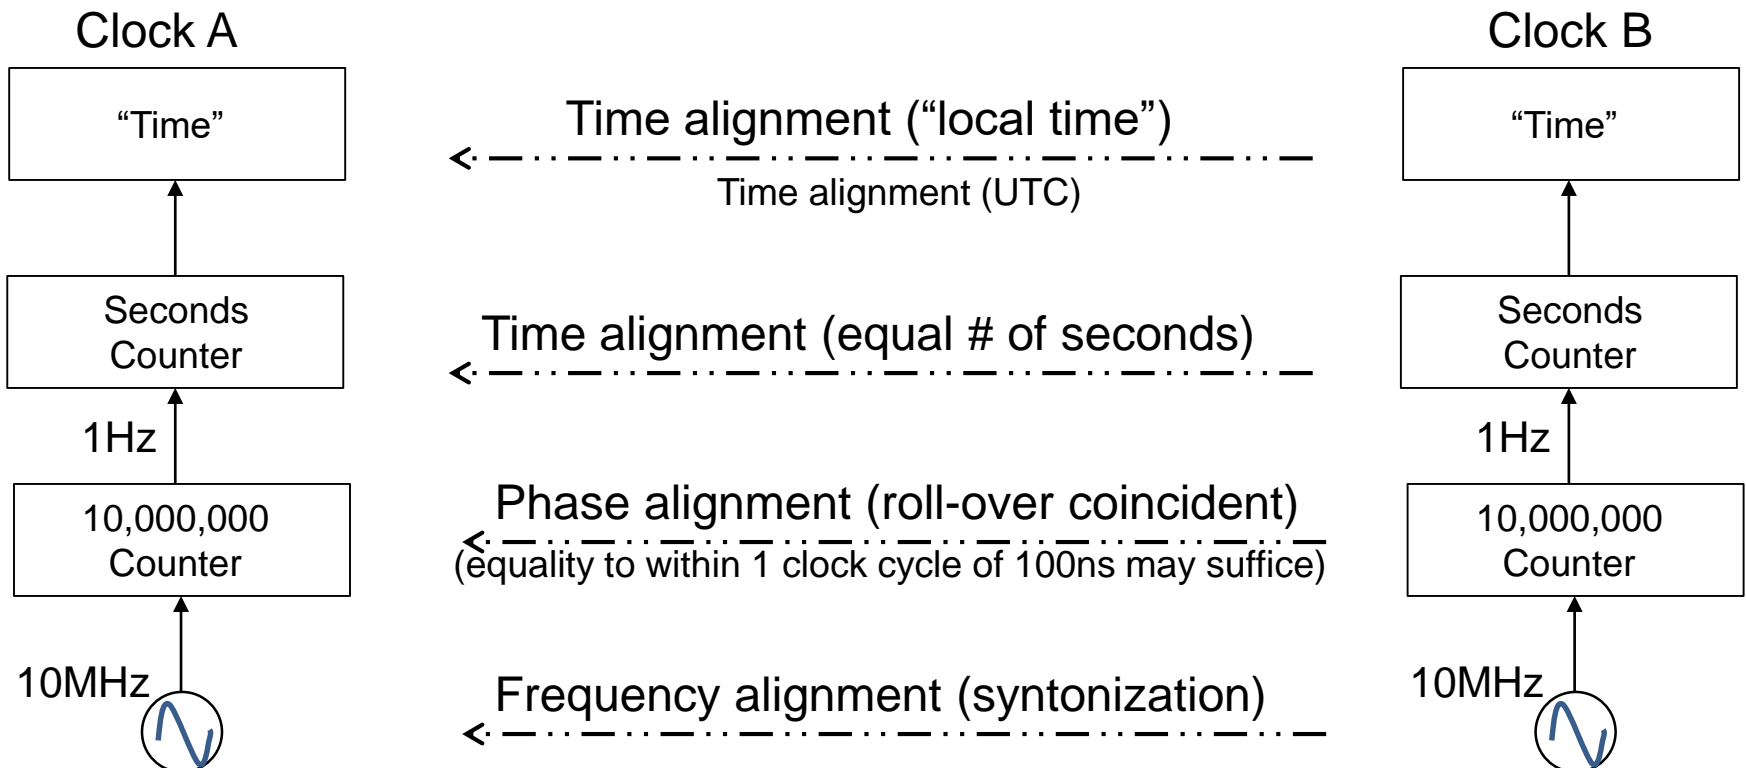 Clock A
Clock B
“Time”
Time alignment (“local time”)
“Time”
Time alignment (UTC)
Seconds
Counter
Time alignment (equal # of seconds)
Seconds
Counter
1Hz
1Hz
10,000,000
Counter
Phase alignment (roll-over coincident)
(equality to within 1 clock cycle of 100ns may suffice)
10,000,000
Counter
10MHz
Frequency alignment (syntonization)
10MHz